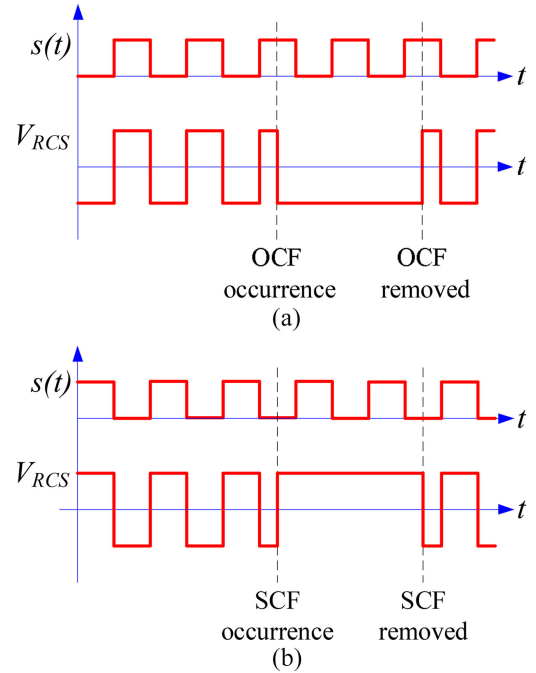 s(t)
t
V_RCS
t
OCF occurrence
OCF removed
(a)
s(t)
t
V_RCS
t
SCF occurrence
SCF removed
(b)